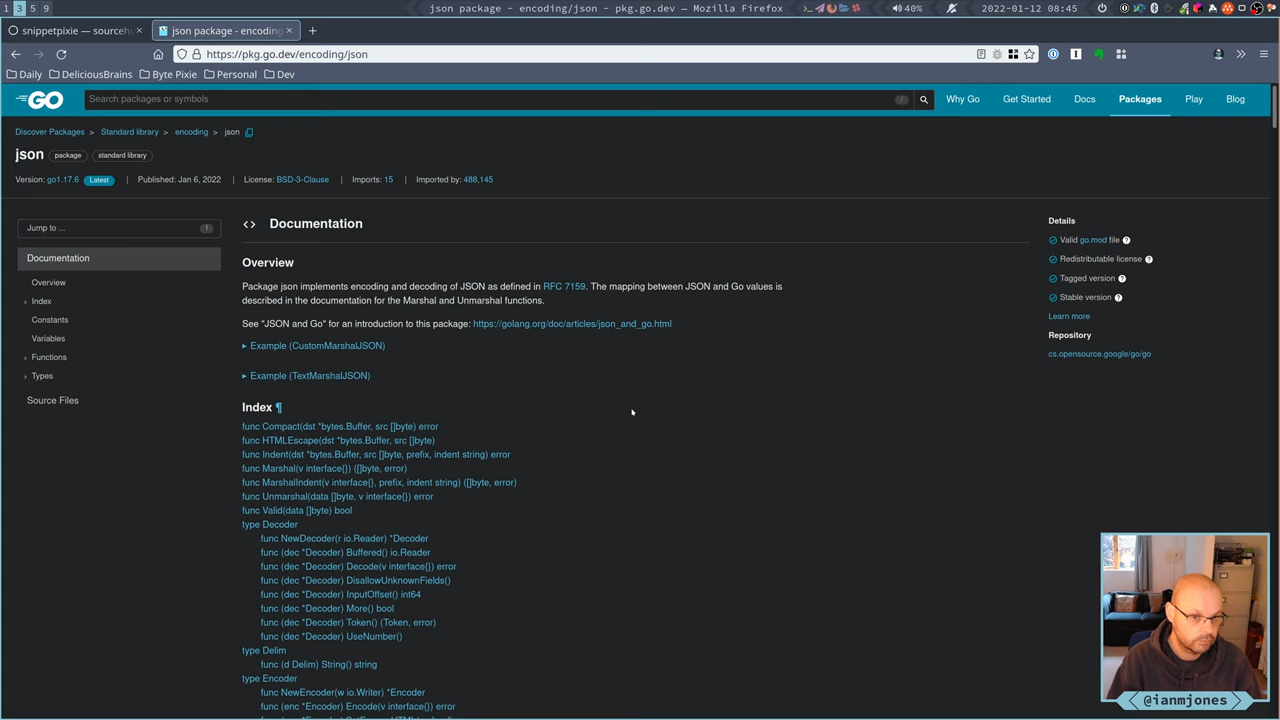 1 3 5 9
json package - encoding/json - pkg.go.dev — Mozilla Firefox
40%
2022-01-12 08:45
snippetpixie — sourcehu
json package - encoding
https://pkg.go.dev/encoding/json
Daily
DeliciousBrains
Byte Pixie
Personal
Dev
GO
Search packages or symbols
/
Why Go
Get Started
Docs
Packages
Play
Blog
Discover Packages > Standard library > encoding > json
json package standard library
Version: go1.17.6 Latest | Published: Jan 6, 2022 | License: BSD-3-Clause | Imports: 15 | Imported by: 488,145
Jump to ... f
Documentation
Overview
Index
Constants
Variables
Functions
Types
Source Files
Documentation
Overview
Package json implements encoding and decoding of JSON as defined in RFC 7159. The mapping between JSON and Go values is
described in the documentation for the Marshal and Unmarshal functions.
See "JSON and Go" for an introduction to this package: https://golang.org/doc/articles/json_and_go.html
▸ Example (CustomMarshalJSON)
▸ Example (TextMarshalJSON)
Index ¶
func Compact(dst *bytes.Buffer, src []byte) error
func HTMLEscape(dst *bytes.Buffer, src []byte)
func Indent(dst *bytes.Buffer, src []byte, prefix, indent string) error
func Marshal(v interface{}) ([]byte, error)
func MarshalIndent(v interface{}, prefix, indent string) ([]byte, error)
func Unmarshal(data []byte, v interface{}) error
func Valid(data []byte) bool
type Decoder
func NewDecoder(r io.Reader) *Decoder
func (dec *Decoder) Buffered() io.Reader
func (dec *Decoder) Decode(v interface{}) error
func (dec *Decoder) DisallowUnknownFields()
func (dec *Decoder) InputOffset() int64
func (dec *Decoder) More() bool
func (dec *Decoder) Token() (Token, error)
func (dec *Decoder) UseNumber()
type Delim
func (d Delim) String() string
type Encoder
func NewEncoder(w io.Writer) *Encoder
func (enc *Encoder) Encode(v interface{}) error
Details
Valid go.mod file
Redistributable license
Tagged version
Stable version
Learn more
Repository
cs.opensource.google/go/go
@ianmjones